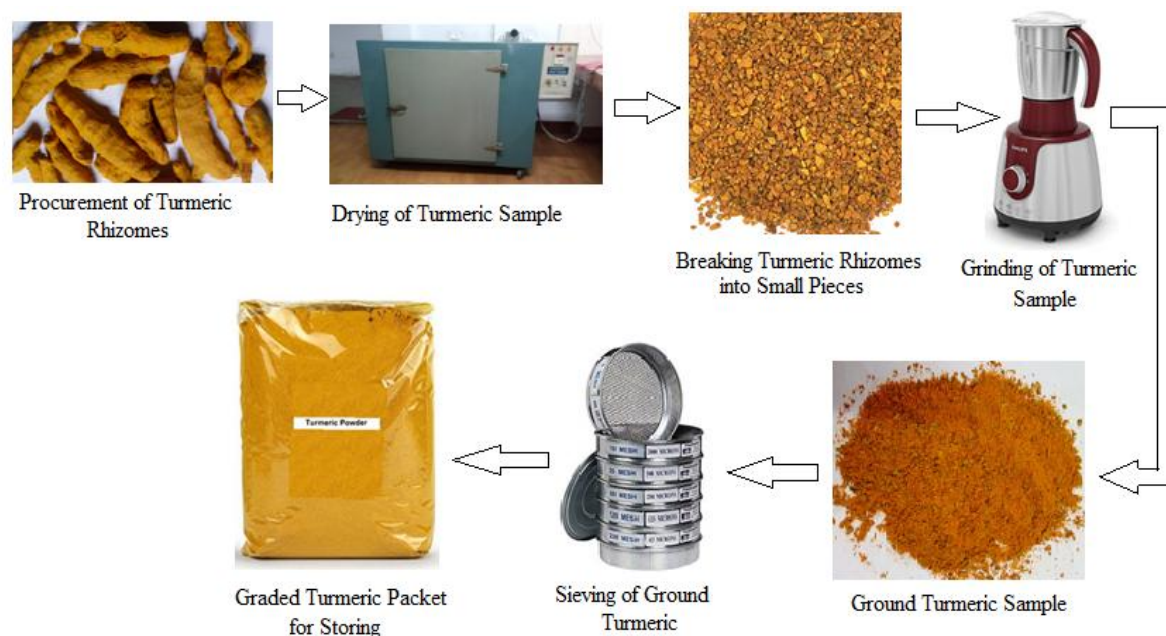 Procurement of Turmeric
Rhizomes
Drying of Turmeric Sample
Breaking Turmeric Rhizomes
into Small Pieces
PHILIPS
Grinding of Turmeric
Sample
Turmeric Powder
Graded Turmeric Packet
for Storing
Sieving of Ground
Turmeric
Ground Turmeric Sample